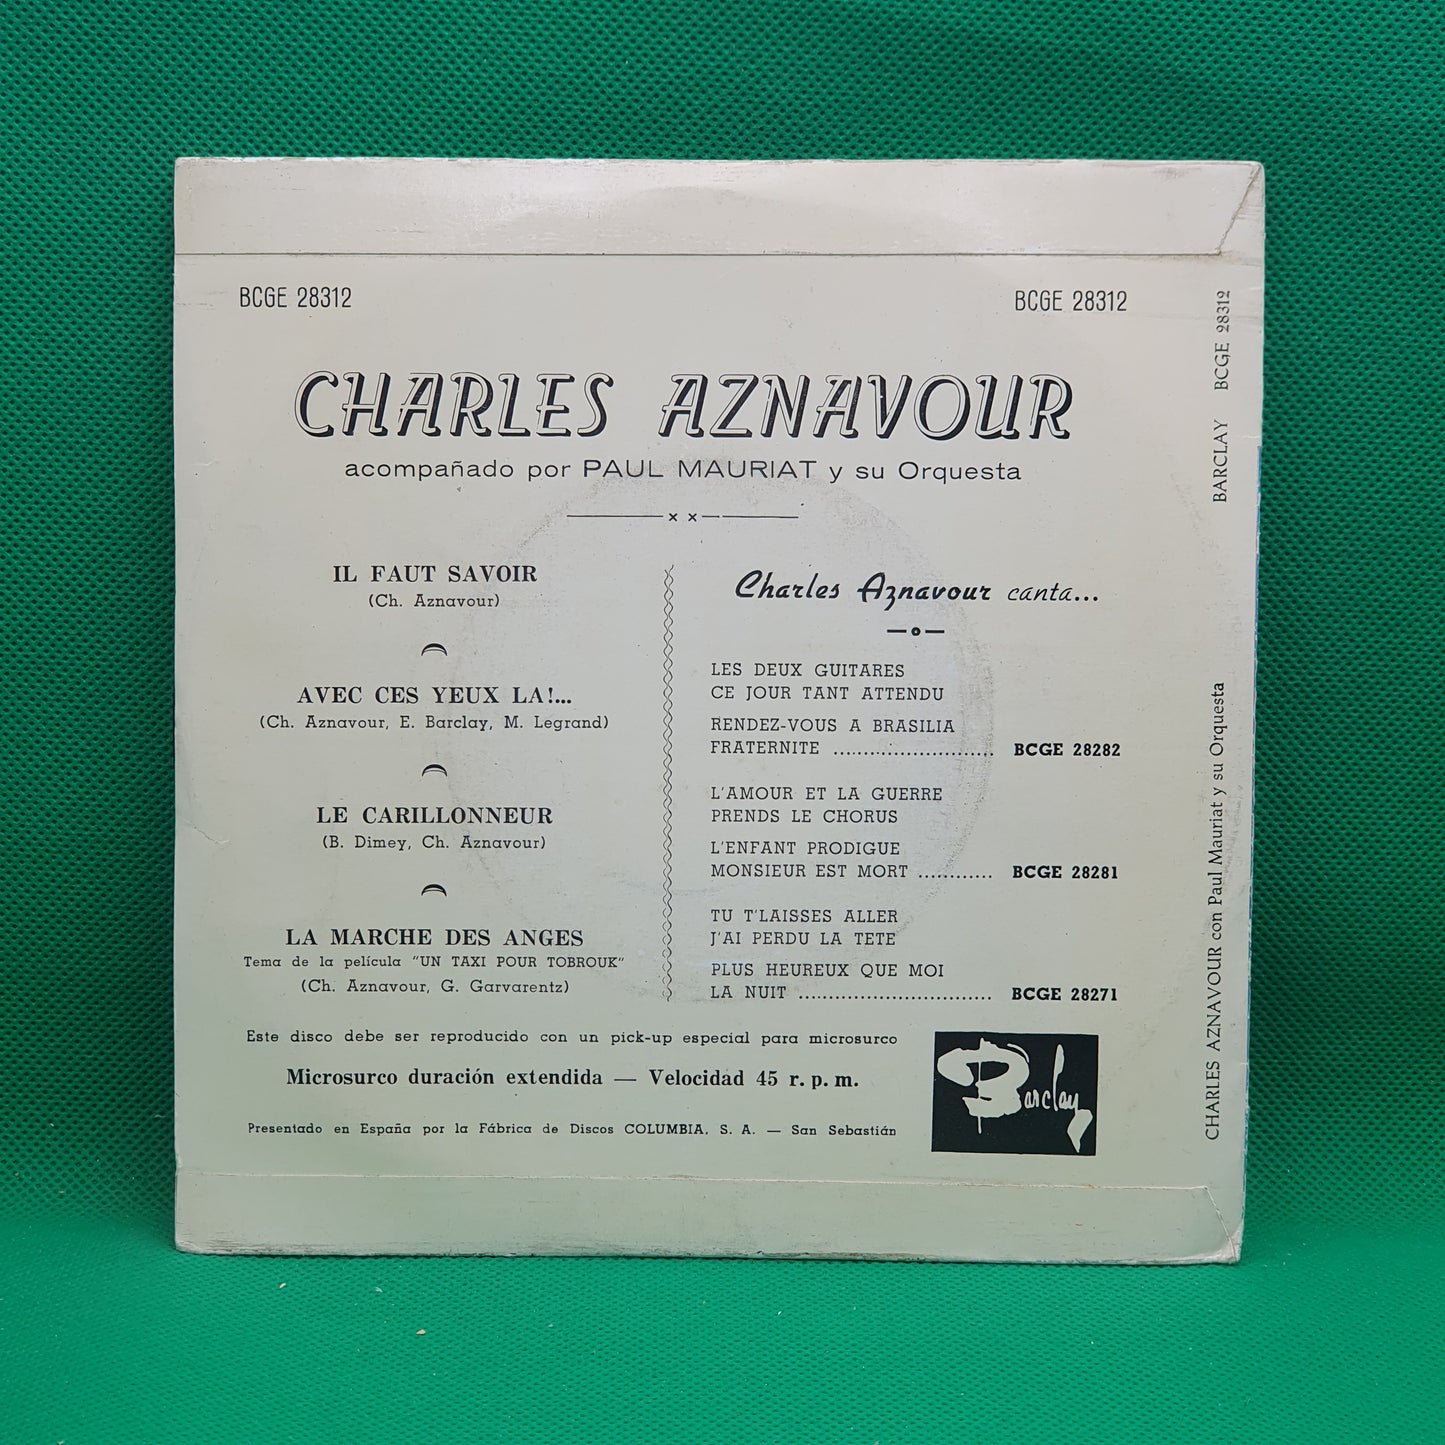 BCGE 28312
BCGE 28312
CHARLES AZNAVOUR
acompañado por PAUL MAURIAT y su Orquesta
IL FAUT SAVOIR
(Ch. Aznavour)
AVEC CES YEUX LA!...
(Ch. Aznavour, E. Barclay, M. Legrand)
LE CARILLONNEUR
(B. Dimey, Ch. Aznavour)
LA MARCHE DES ANGES
Tema de la película "UN TAXI POUR TOBROUK"
(Ch. Aznavour, G. Garvarentz)
Charles Aznavour canta...
LES DEUX GUITARES
CE JOUR TANT ATTENDU
RENDEZ-VOUS A BRASILIA
FRATERNITE ........................... BCGE 28282
L'AMOUR ET LA GUERRE
PRENDS LE CHORUS
L'ENFANT PRODIGUE
MONSIEUR EST MORT ............ BCGE 28281
TU T'LAISSES ALLER
J'AI PERDU LA TETE
PLUS HEUREUX QUE MOI
LA NUIT ................................ BCGE 28271
Este disco debe ser reproducido con un pick-up especial para microsurco
Microsurco duración extendida — Velocidad 45 r. p. m.
Presentado en España por la Fábrica de Discos COLUMBIA, S. A. — San Sebastián
Barclay
CHARLES AZNAVOUR con Paul Mauriat y su Orquesta BARCLAY BCGE 28312